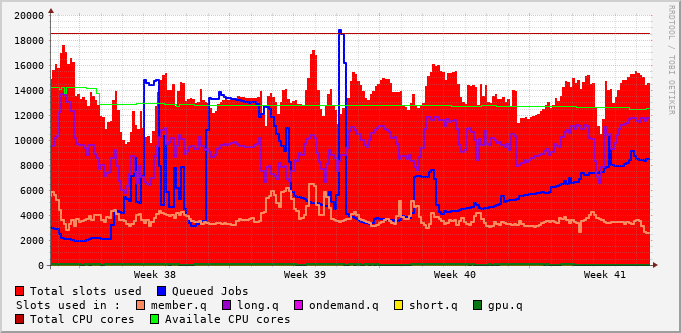 RRDTOOL / TOBI OETIKER
20000
18000
16000
14000
12000
10000
8000
6000
4000
2000
0
Week 38 Week 39 Week 40 Week 41
Total slots used Queued Jobs
Slots used in : member.q long.q ondemand.q short.q gpu.q
Total CPU cores Availale CPU cores